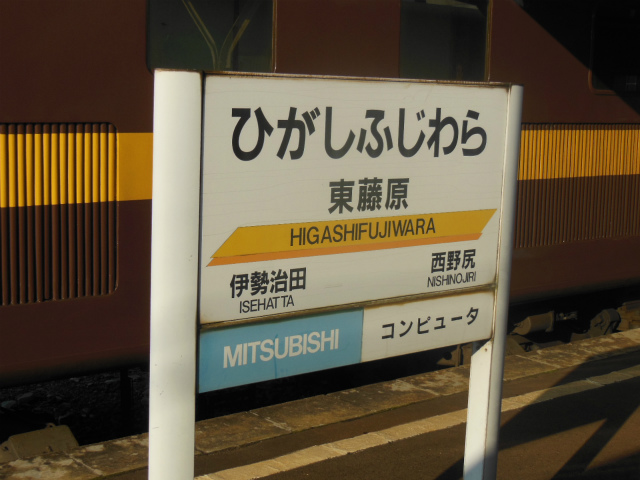 ひがしふじわら
東藤原
HIGASHIFUJIWARA
伊勢治田
ISEHATTA
西野尻
NISHINOJIRI
MITSUBISHI
コンピュータ